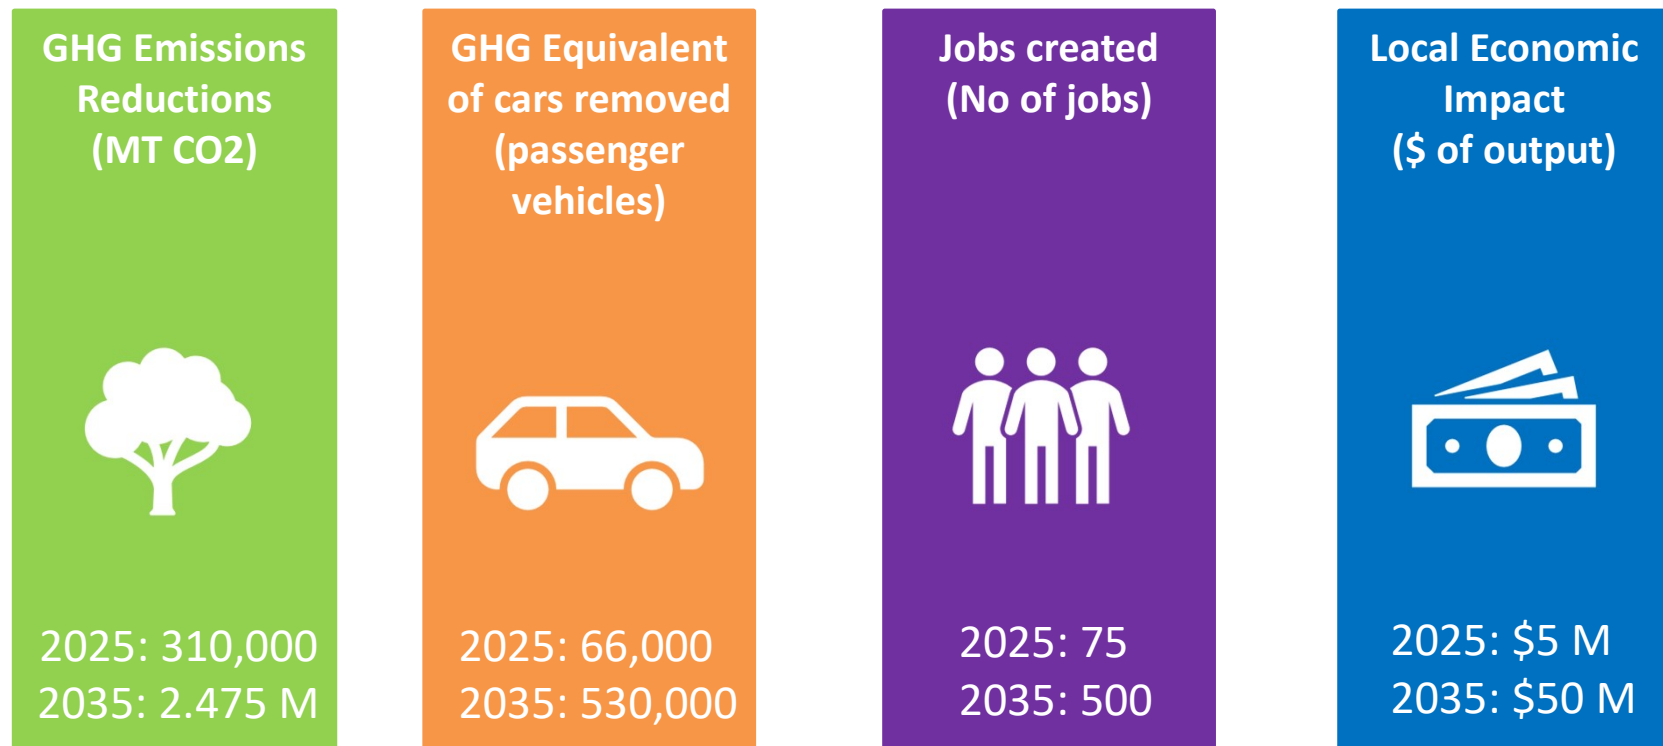 GHG Emissions
Reductions
(MT CO2)
2025: 310,000
2035: 2.475 M
GHG Equivalent
of cars removed
(passenger
vehicles)
2025: 66,000
2035: 530,000
Jobs created
(No of jobs)
2025: 75
2035: 500
Local Economic
Impact
($ of output)
2025: $5 M
2035: $50 M